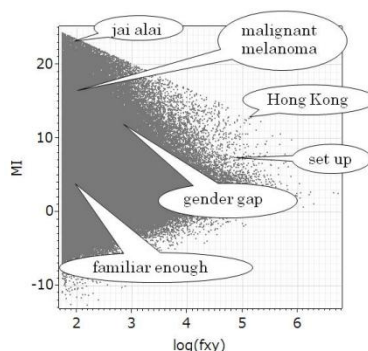 jai alai
malignant
melanoma
Hong Kong
set up
gender gap
familiar enough
MI
20
10
0
-10
2
3
4
5
6
log(fxy)